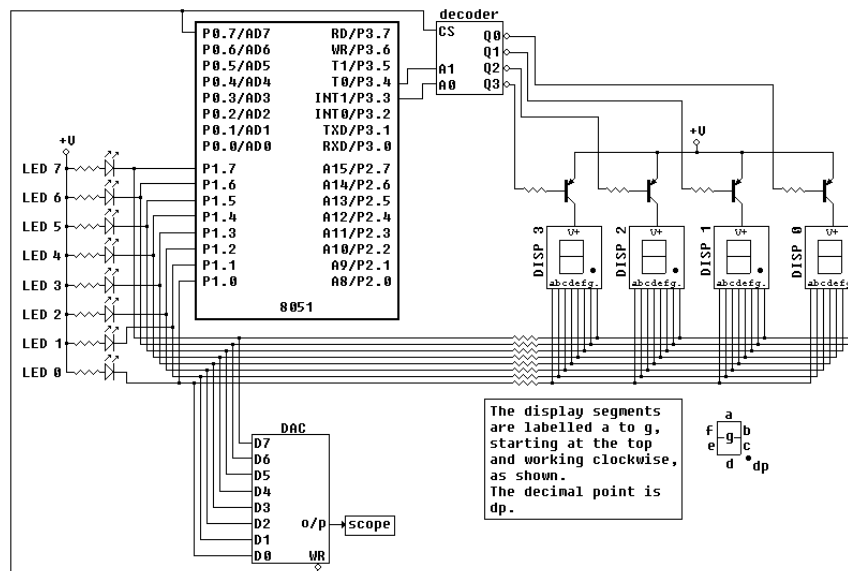 decoder
P0.7/AD7 RD/P3.7
P0.6/AD6 WR/P3.6
P0.5/AD5 T1/P3.5
P0.4/AD4 T0/P3.4
P0.3/AD3 INT1/P3.3
P0.2/AD2 INT0/P3.2
P0.1/AD1 TXD/P3.1
P0.0/AD0 RXD/P3.0
P1.7 A15/P2.7
P1.6 A14/P2.6
P1.5 A13/P2.5
P1.4 A12/P2.4
P1.3 A11/P2.3
P1.2 A10/P2.2
P1.1 A9/P2.1
P1.0 A8/P2.0
8051
CS
Q0
Q1
A1 Q2
A0 Q3
+V
+V
LED 7
LED 6
LED 5
LED 4
LED 3
LED 2
LED 1
LED 0
DISP 3
V+
abcdefg.
DISP 2
V+
abcdefg.
DISP 1
V+
abcdefg.
DISP 0
V+
abcdefg.
DAC
D7
D6
D5
D4
D3
D2 o/p
D1
D0 WR
scope
The display segments
are labelled a to g,
starting at the top
and working clockwise,
as shown.
The decimal point is
dp.
a
f b
g
e c
d dp